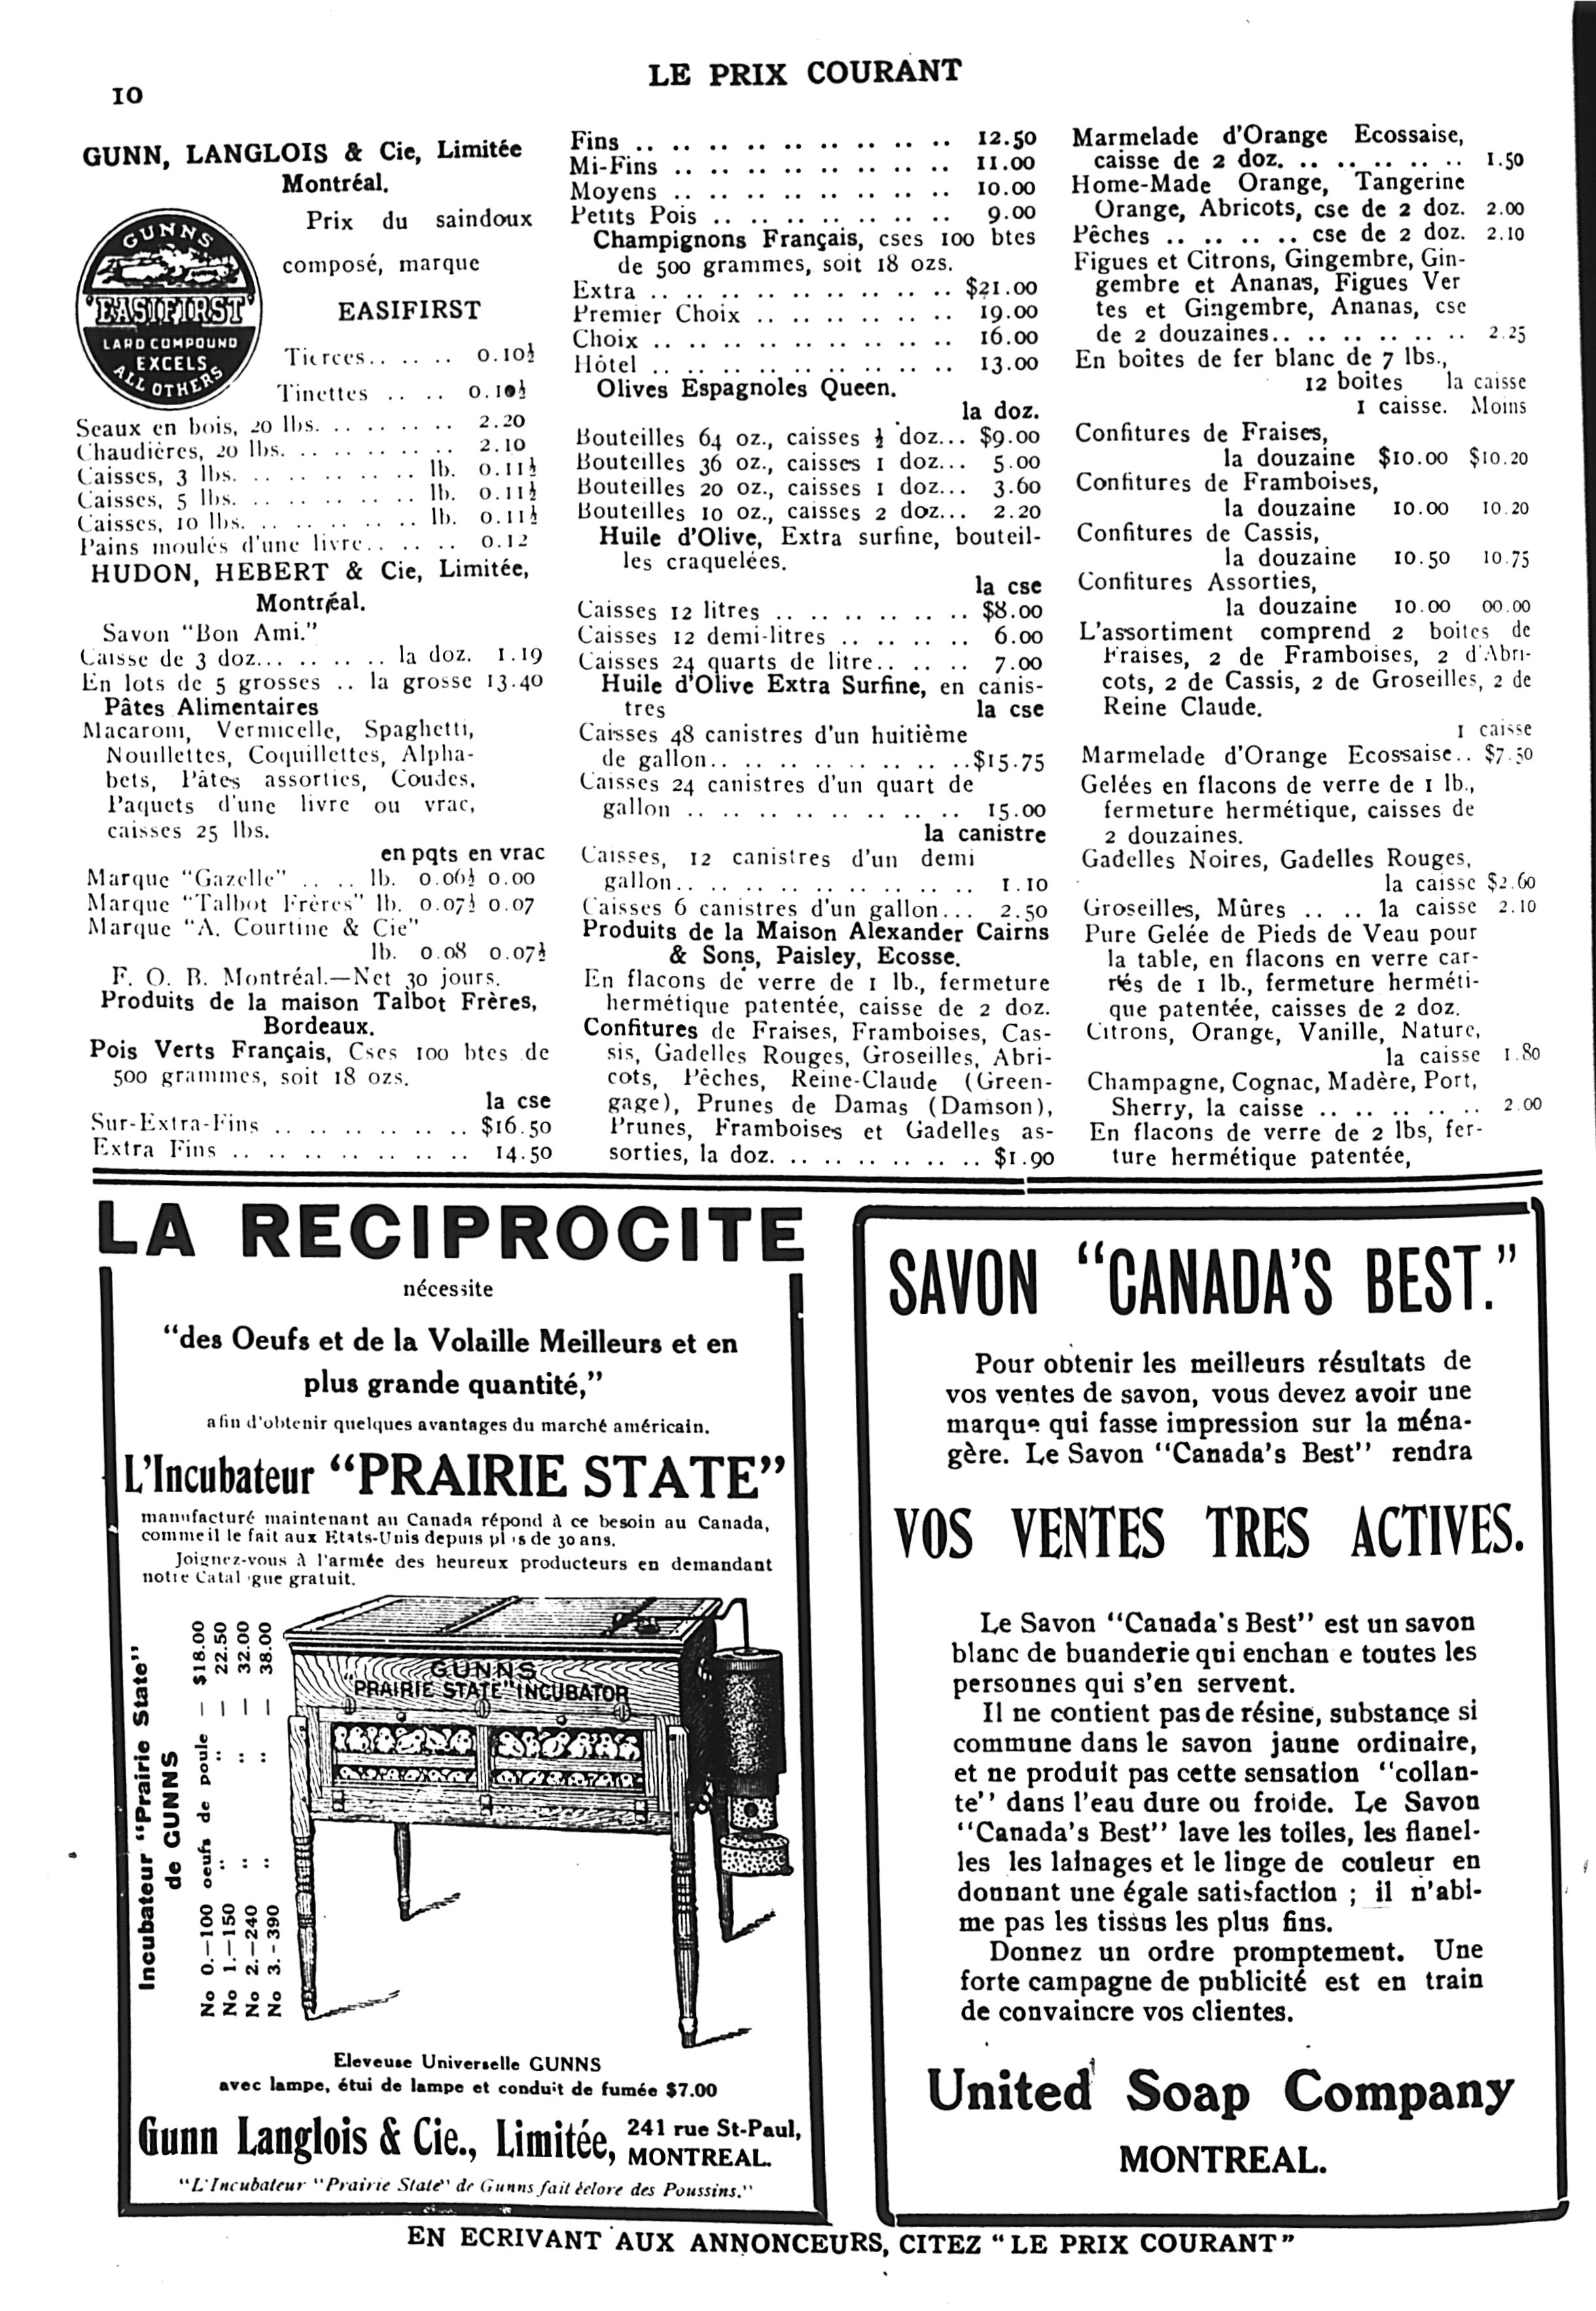 10
LE PRIX COURANT
GUNN, LANGLOIS & Cie, Limitée
Montréal.
GUNNS
"EASIFIRST"
LARD COMPOUND
EXCELS
ALL OTHERS
Prix du saindoux
composé, marque
EASIFIRST
Tierces.. .. .. .. 0.10½
Tinettes .. .. 0.10½
Seaux en bois, 20 lbs. .. .. .. .. 2.20
Chaudières, 20 lbs. .. .. .. .. .. 2.10
Caisses, 3 lbs. .. .. .. .. .. lb. 0.11½
Caisses, 5 lbs. .. .. .. .. .. lb. 0.11½
Caisses, 10 lbs. .. .. .. .. .. lb. 0.11½
Pains moulés d'une livre.. .. .. 0.12
HUDON, HEBERT & Cie, Limitée,
Montréal.
Savon "Bon Ami."
Caisse de 3 doz... .. .. .. la doz. 1.19
En lots de 5 grosses .. la grosse 13.40
Pâtes Alimentaires
Macaroni, Vermicelle, Spaghetti,
Nouillettes, Coquillettes, Alpha-
bets, Pâtes assorties, Coudes,
Paquets d'une livre ou vrac,
caisses 25 lbs.
en pqts en vrac
Marque "Gazelle" .. .. lb. 0.06½ 0.00
Marque "Talbot Frères" lb. 0.07½ 0.07
Marque "A. Courtine & Cie"
lb. 0.08 0.07½
F. O. B. Montréal.—Net 30 jours.
Produits de la maison Talbot Frères,
Bordeaux.
Pois Verts Français, Cses 100 btes de
500 grammes, soit 18 ozs.
la cse
Sur-Extra-Fins .. .. .. .. .. .. $16.50
Extra Fins .. .. .. .. .. .. .. 14.50
Fins .. .. .. .. .. .. .. .. .. 12.50
Mi-Fins .. .. .. .. .. .. .. .. 11.00
Moyens .. .. .. .. .. .. .. .. 10.00
Petits Pois .. .. .. .. .. .. .. 9.00
Champignons Français, cses 100 btes
de 500 grammes, soit 18 ozs.
Extra .. .. .. .. .. .. .. .. .. $21.00
Premier Choix .. .. .. .. .. .. 19.00
Choix .. .. .. .. .. .. .. .. .. 16.00
Hôtel .. .. .. .. .. .. .. .. .. 13.00
Olives Espagnoles Queen.
la doz.
Bouteilles 64 oz., caisses ½ doz... $9.00
Bouteilles 36 oz., caisses 1 doz... 5.00
Bouteilles 20 oz., caisses 1 doz... 3.60
Bouteilles 10 oz., caisses 2 doz... 2.20
Huile d'Olive, Extra surfine, bouteil-
les craquelées.
la cse
Caisses 12 litres .. .. .. .. .. .. $8.00
Caisses 12 demi-litres .. .. .. .. 6.00
Caisses 24 quarts de litre.. .. .. 7.00
Huile d'Olive Extra Surfine, en canis-
tres la cse
Caisses 48 canistres d'un huitième
de gallon.. .. .. .. .. .. .. ..$15.75
Caisses 24 canistres d'un quart de
gallon .. .. .. .. .. .. .. .. 15.00
la canistre
Caisses, 12 canistres d'un demi
gallon.. .. .. .. .. .. .. .. .. 1.10
Caisses 6 canistres d'un gallon... 2.50
Produits de la Maison Alexander Cairns
& Sons, Paisley, Ecosse.
En flacons de verre de 1 lb., fermeture
hermétique patentée, caisse de 2 doz.
Confitures de Fraises, Framboises, Cas-
sis, Gadelles Rouges, Groseilles, Abri-
cots, Pêches, Reine-Claude (Green-
gage), Prunes de Damas (Damson),
Prunes, Framboises et Gadelles as-
sorties, la doz. .. .. .. .. .. .. $1.90
Marmelade d'Orange Ecossaise,
caisse de 2 doz. .. .. .. .. .. 1.50
Home-Made Orange, Tangerine
Orange, Abricots, cse de 2 doz. 2.00
Pêches .. .. .. .. cse de 2 doz. 2.10
Figues et Citrons, Gingembre, Gin-
gembre et Ananas, Figues Ver
tes et Gingembre, Ananas, cse
de 2 douzaines.. .. .. .. .. .. 2.25
En boites de fer blanc de 7 lbs.,
12 boites la caisse
1 caisse. Moins
Confitures de Fraises,
la douzaine $10.00 $10.20
Confitures de Framboises,
la douzaine 10.00 10.20
Confitures de Cassis,
la douzaine 10.50 10.75
Confitures Assorties,
la douzaine 10.00 00.00
L'assortiment comprend 2 boites de
Fraises, 2 de Framboises, 2 d'Abri-
cots, 2 de Cassis, 2 de Groseilles, 2 de
Reine Claude.
1 caisse
Marmelade d'Orange Ecossaise.. $7.50
Gelées en flacons de verre de 1 lb.,
fermeture hermétique, caisses de
2 douzaines.
Gadelles Noires, Gadelles Rouges,
la caisse $2.60
Groseilles, Mûres .. .. la caisse 2.10
Pure Gelée de Pieds de Veau pour
la table, en flacons en verre car-
rés de 1 lb., fermeture herméti-
que patentée, caisses de 2 doz.
Citrons, Orange, Vanille, Nature,
la caisse 1.80
Champagne, Cognac, Madère, Port,
Sherry, la caisse .. .. .. .. .. 2.00
En flacons de verre de 2 lbs, fer-
ture hermétique patentée,
LA RECIPROCITE
nécessite
"des Oeufs et de la Volaille Meilleurs et en
plus grande quantité,"
afin d'obtenir quelques avantages du marché américain.
L'Incubateur "PRAIRIE STATE"
manufacturé maintenant au Canada répond à ce besoin au Canada,
comme il le fait aux Etats-Unis depuis pl s de 30 ans.
Joignez-vous à l'armée des heureux producteurs en demandant
notre Catal gue gratuit.
Incubateur "Prairie State"
de GUNNS
No 0.—100 oeufs de poule — $18.00
No 1.—150 " " — 22.50
No 2.—240 " " — 32.00
No 3.-390 " " — 38.00
GUNNS
"PRAIRIE STATE" INCUBATOR
Eleveuse Universelle GUNNS
avec lampe, étui de lampe et conduit de fumée $7.00
Gunn Langlois & Cie., Limitée, 241 rue St-Paul,
MONTREAL.
"L'Incubateur "Prairie State" de Gunns fait éclore des Poussins."
SAVON "CANADA'S BEST."
Pour obtenir les meilleurs résultats de
vos ventes de savon, vous devez avoir une
marque qui fasse impression sur la ména-
gère. Le Savon "Canada's Best" rendra
VOS VENTES TRES ACTIVES.
Le Savon "Canada's Best" est un savon
blanc de buanderie qui enchan e toutes les
personnes qui s'en servent.
Il ne contient pas de résine, substance si
commune dans le savon jaune ordinaire,
et ne produit pas cette sensation "collan-
te" dans l'eau dure ou froide. Le Savon
"Canada's Best" lave les toiles, les flanel-
les les lainages et le linge de couleur en
donnant une égale satisfaction ; il n'abi-
me pas les tissus les plus fins.
Donnez un ordre promptement. Une
forte campagne de publicité est en train
de convaincre vos clientes.
United Soap Company
MONTREAL.
EN ECRIVANT AUX ANNONCEURS, CITEZ "LE PRIX COURANT"